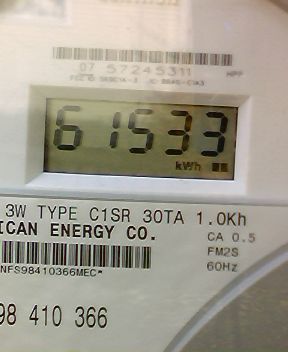 07 57245311 HPF
61533
kWh
3W TYPE C1SR 30TA 1.0Kh
ICAN ENERGY CO.
CA 0.5
FM2S
NFS98410366MEC*
60Hz
98 410 366